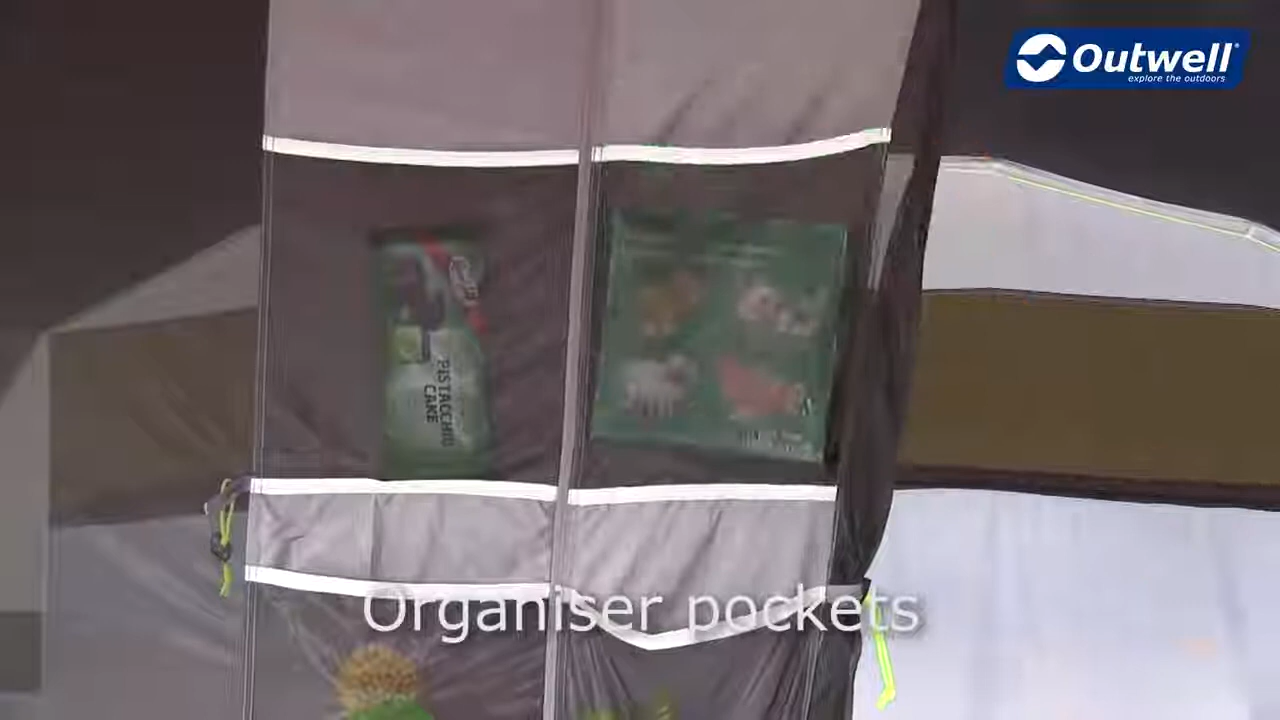 Outwell
explore the outdoors
PISTACCHIO
CAKE
Organiser pockets